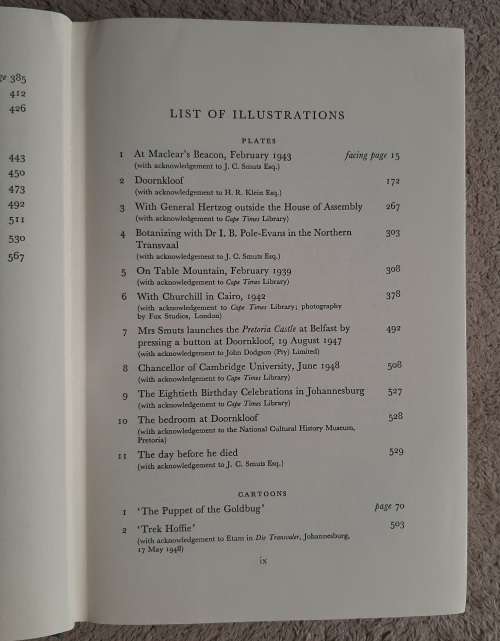 ge 385
412
426
443
450
473
492
511
530
567
LIST OF ILLUSTRATIONS
PLATES
1 At Maclear's Beacon, February 1943 facing page 15
(with acknowledgement to J. C. Smuts Esq.)
2 Doornkloof 172
(with acknowledgement to H. R. Klein Esq.)
3 With General Hertzog outside the House of Assembly 267
(with acknowledgement to Cape Times Library)
4 Botanizing with Dr I. B. Pole-Evans in the Northern
Transvaal 303
(with acknowledgement to J. C. Smuts Esq.)
5 On Table Mountain, February 1939 308
(with acknowledgement to Cape Times Library)
6 With Churchill in Cairo, 1942 378
(with acknowledgement to Cape Times Library; photography
by Fox Studios, London)
7 Mrs Smuts launches the Pretoria Castle at Belfast by 492
pressing a button at Doornkloof, 19 August 1947
(with acknowledgement to John Dodgson (Pty) Limited)
8 Chancellor of Cambridge University, June 1948 508
(with acknowledgement to Cape Times Library)
9 The Eightieth Birthday Celebrations in Johannesburg 527
(with acknowledgement to Cape Times Library)
10 The bedroom at Doornkloof 528
(with acknowledgement to the National Cultural History Museum,
Pretoria)
11 The day before he died 529
(with acknowledgement to J. C. Smuts Esq.)
CARTOONS
1 'The Puppet of the Goldbug' page 70
2 'Trek Hoffie' 503
(with acknowledgement to Etam in Die Transvaler, Johannesburg,
17 May 1948)
ix